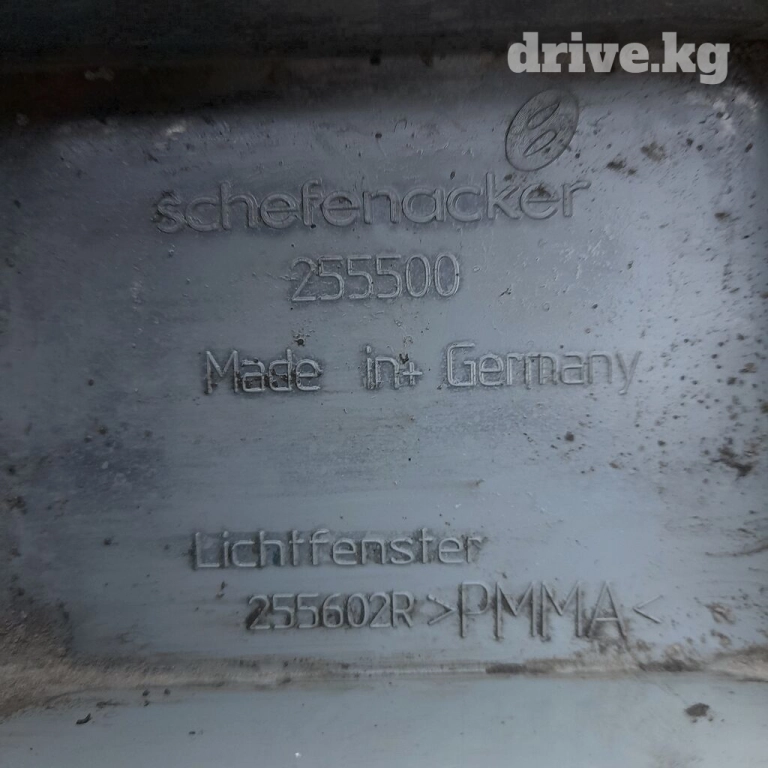 drive.kg
schefenacker
255500
Made in+ Germany
Lichtfenster
255602R >PMMA<